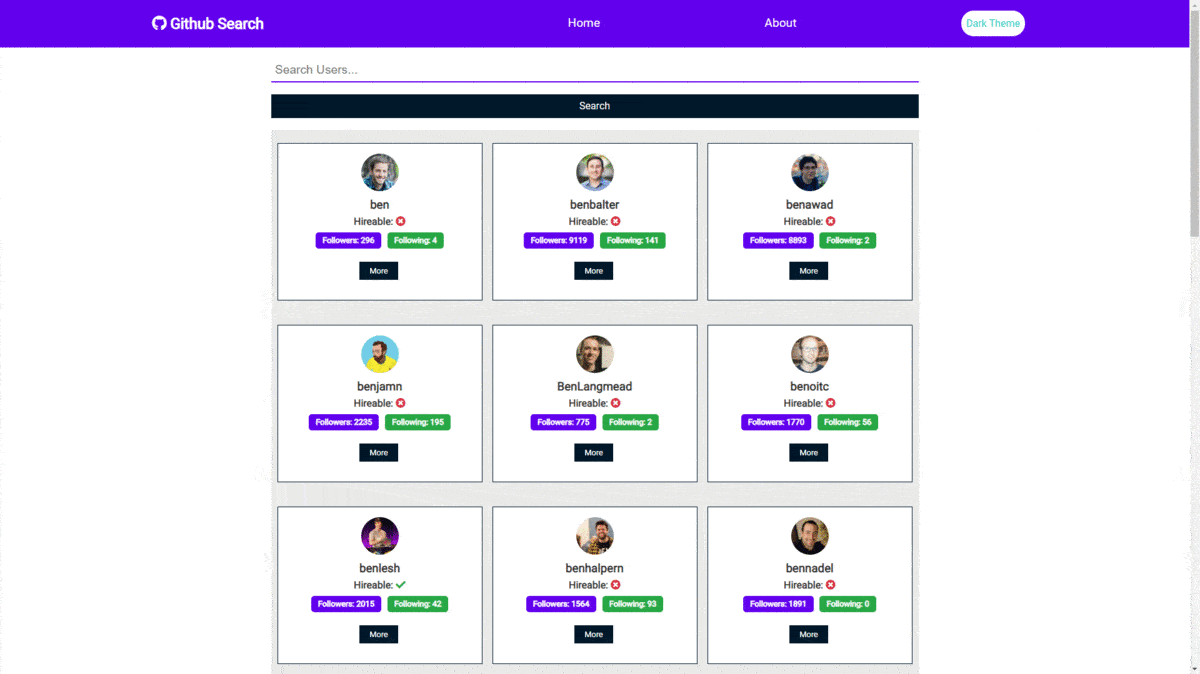 Github Search Home About Dark Theme
Search Users...
Search
ben benbalter benawad
Hireable: Hireable: Hireable:
Followers: 296 Following: 4 Followers: 9119 Following: 141 Followers: 8893 Following: 2
More More More
benjamn BenLangmead benoitc
Hireable: Hireable: Hireable:
Followers: 2235 Following: 195 Followers: 775 Following: 2 Followers: 1770 Following: 56
More More More
benlesh benhalpern bennadel
Hireable: Hireable: Hireable:
Followers: 2015 Following: 42 Followers: 1564 Following: 93 Followers: 1891 Following: 0
More More More